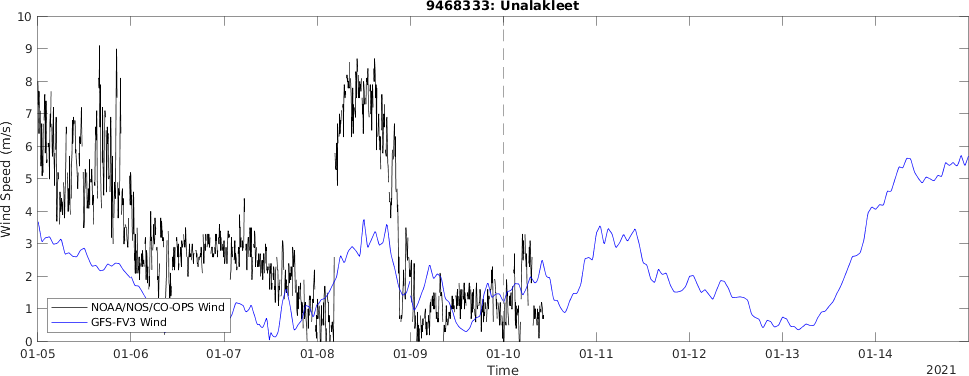 9468333: Unalakleet
10
9
8
7
6
5
4
3
2
1
0
Wind Speed (m/s)
NOAA/NOS/CO-OPS Wind
GFS-FV3 Wind
01-05 01-06 01-07 01-08 01-09 01-10 01-11 01-12 01-13 01-14
Time
2021